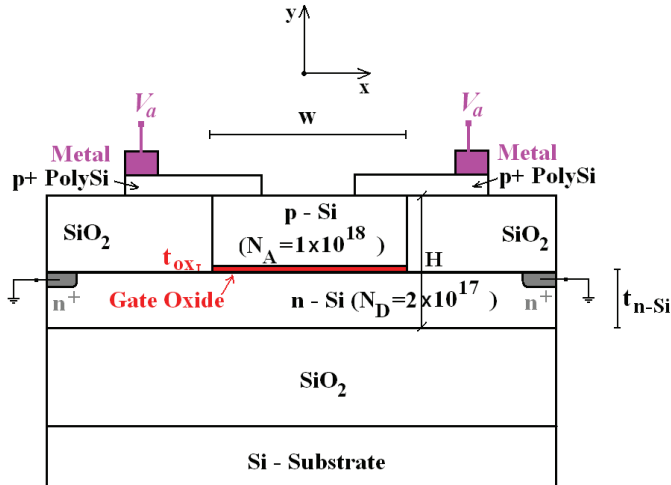 y
x
V_a
V_a
W
Metal
Metal
p+ PolySi
p+ PolySi
p - Si
(N_A=1x10^18 )
SiO_2
SiO_2
t_ox
H
Gate Oxide
n - Si (N_D=2x10^17 )
n^+
n^+
t_n-Si
SiO_2
Si - Substrate